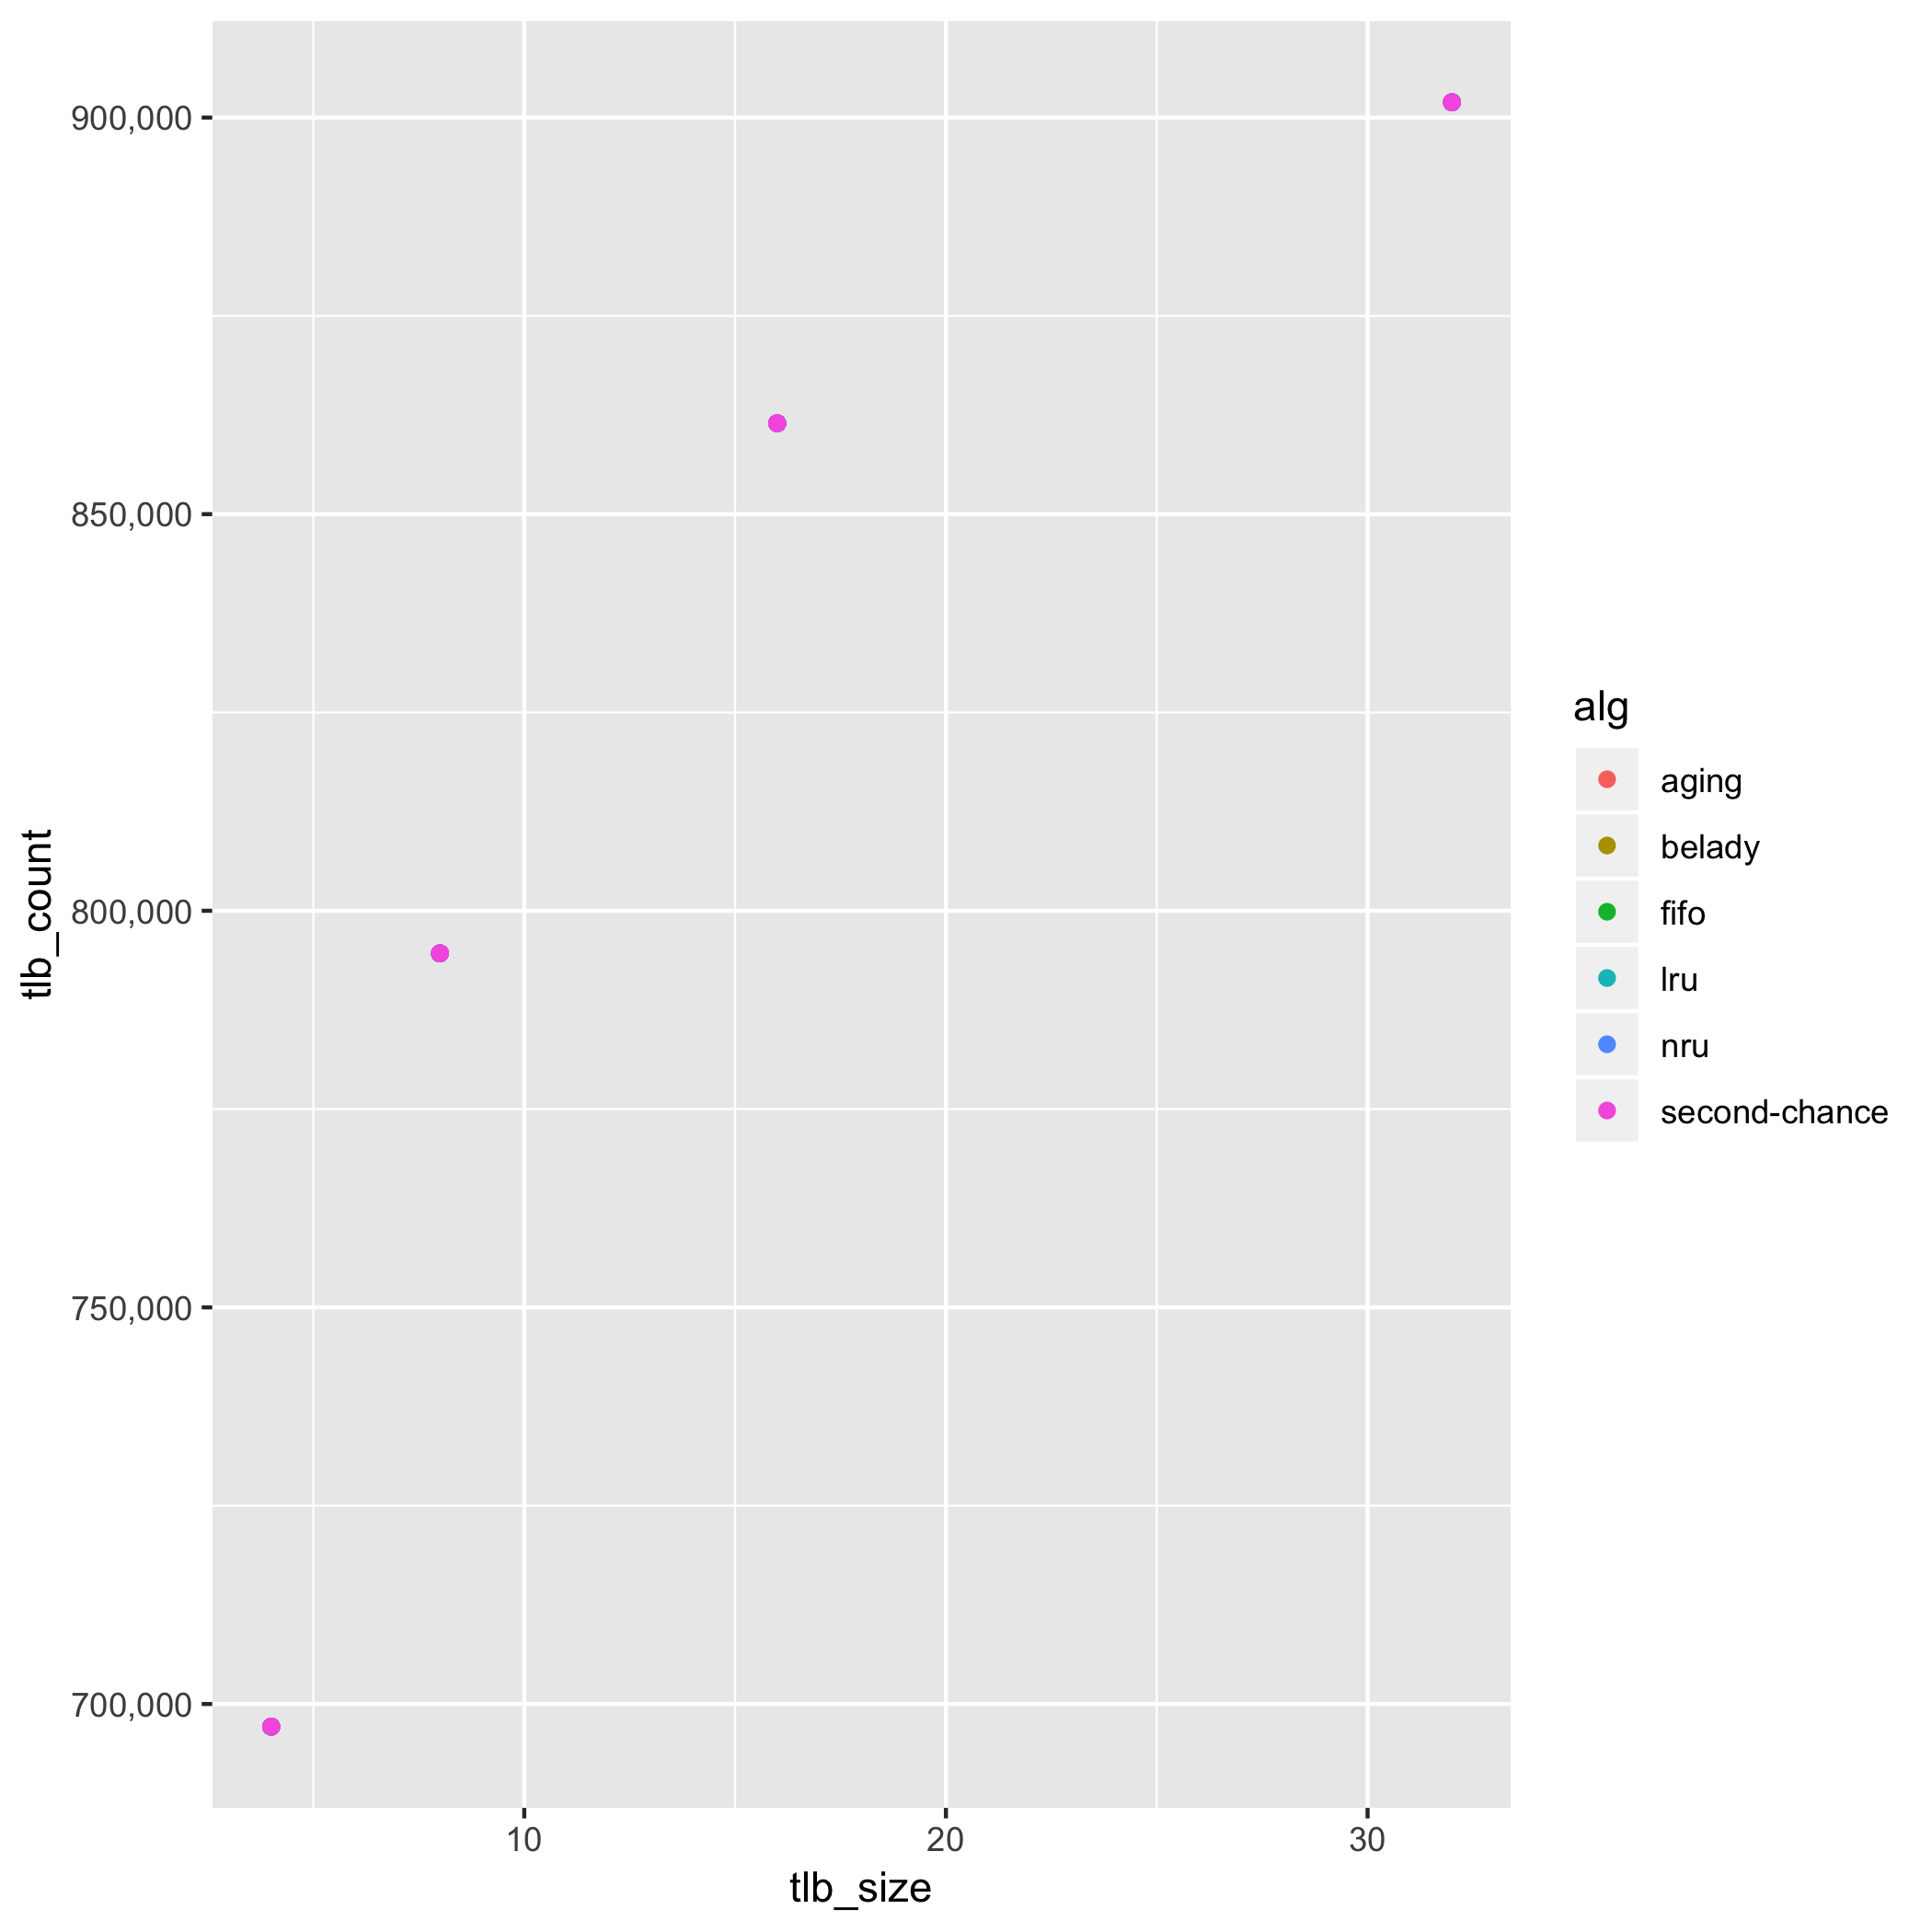 900,000
850,000
800,000
750,000
700,000
tlb_count
10
20
30
tlb_size
alg
aging
belady
fifo
lru
nru
second-chance